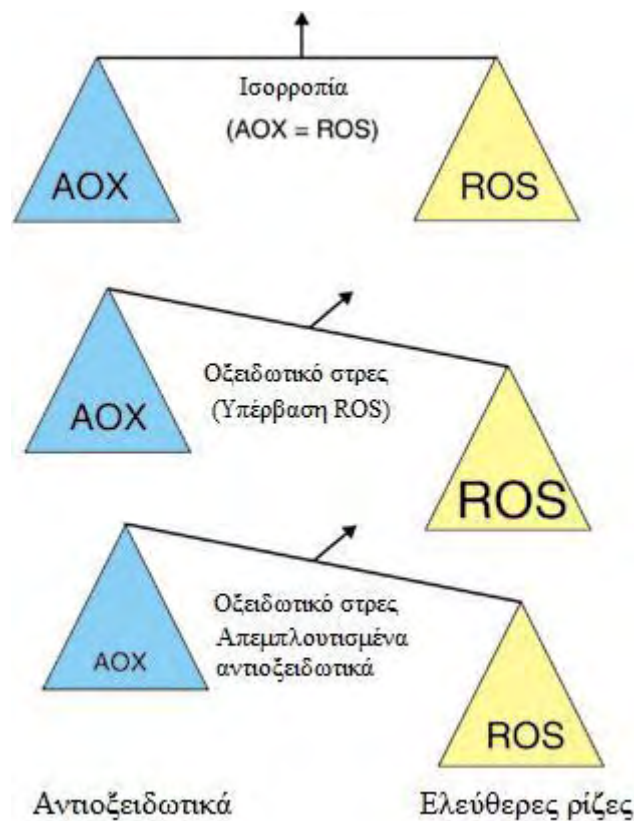 Ισορροπία
(AOX = ROS)
AOX
ROS
Οξειδωτικό στρες
(Υπέρβαση ROS)
AOX
ROS
Οξειδωτικό στρες
Απεμπλουτισμένα
αντιοξειδωτικά
AOX
ROS
Αντιοξειδωτικά
Ελεύθερες ρίζες